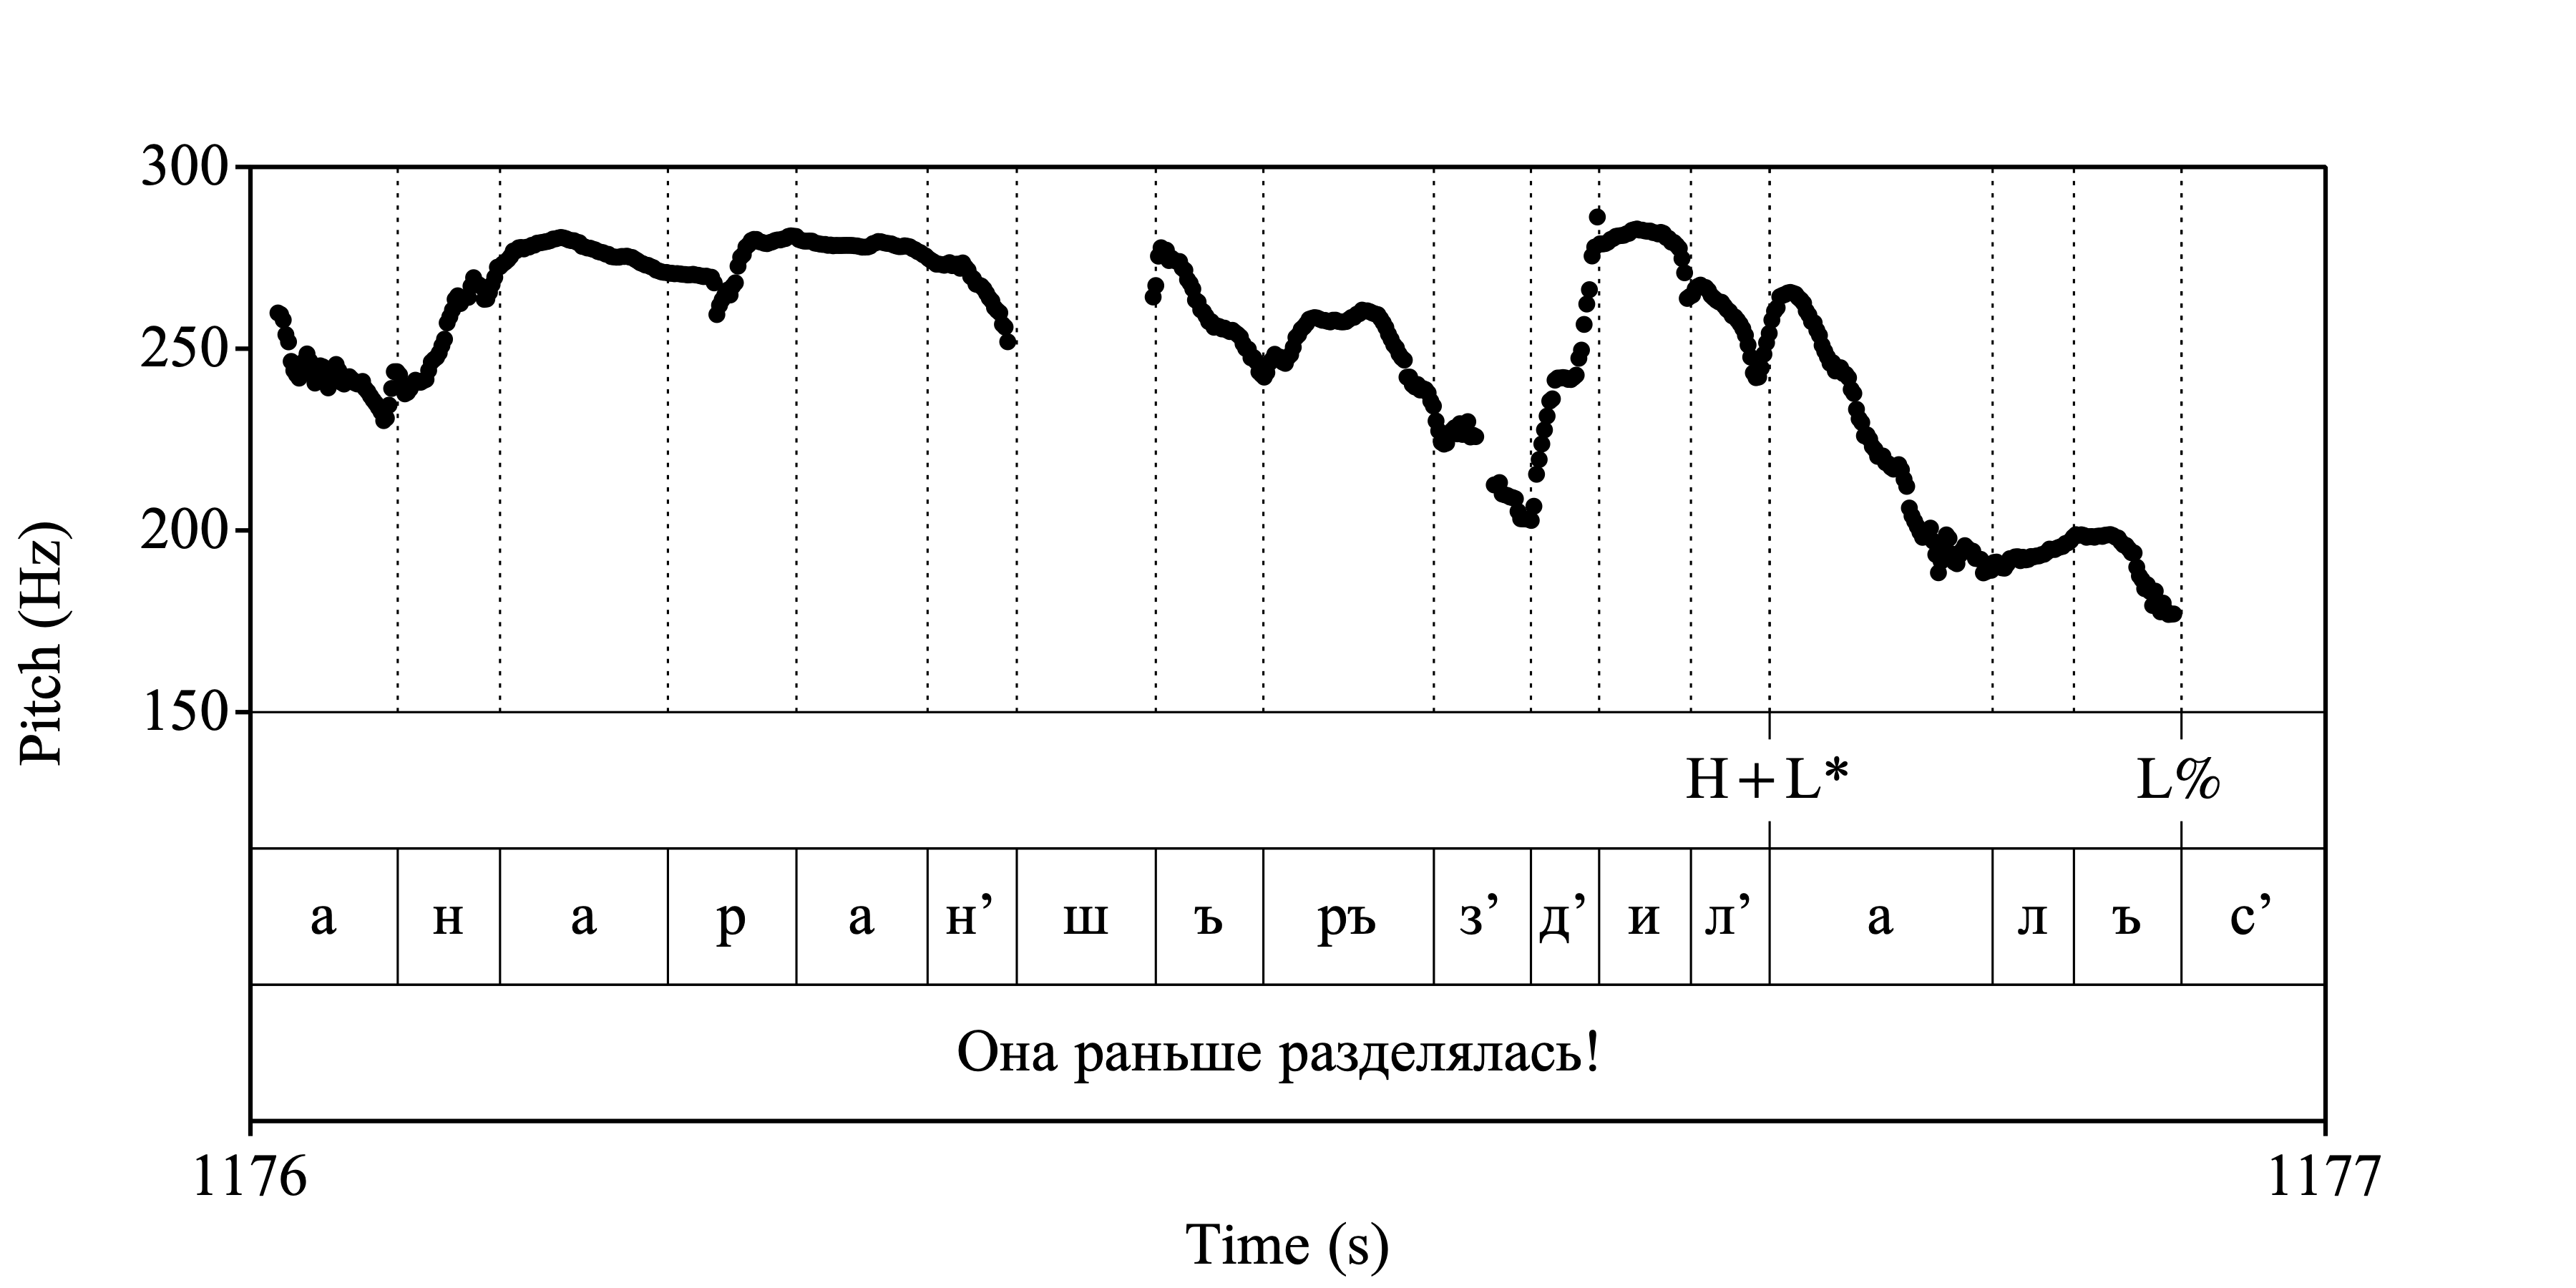 300
250
200
150
Pitch (Hz)
H+L* L%
а н а р а н’ ш ъ ръ з’ д’ и л’ а л ъ с’
Она раньше разделялась!
1176 1177
Time (s)